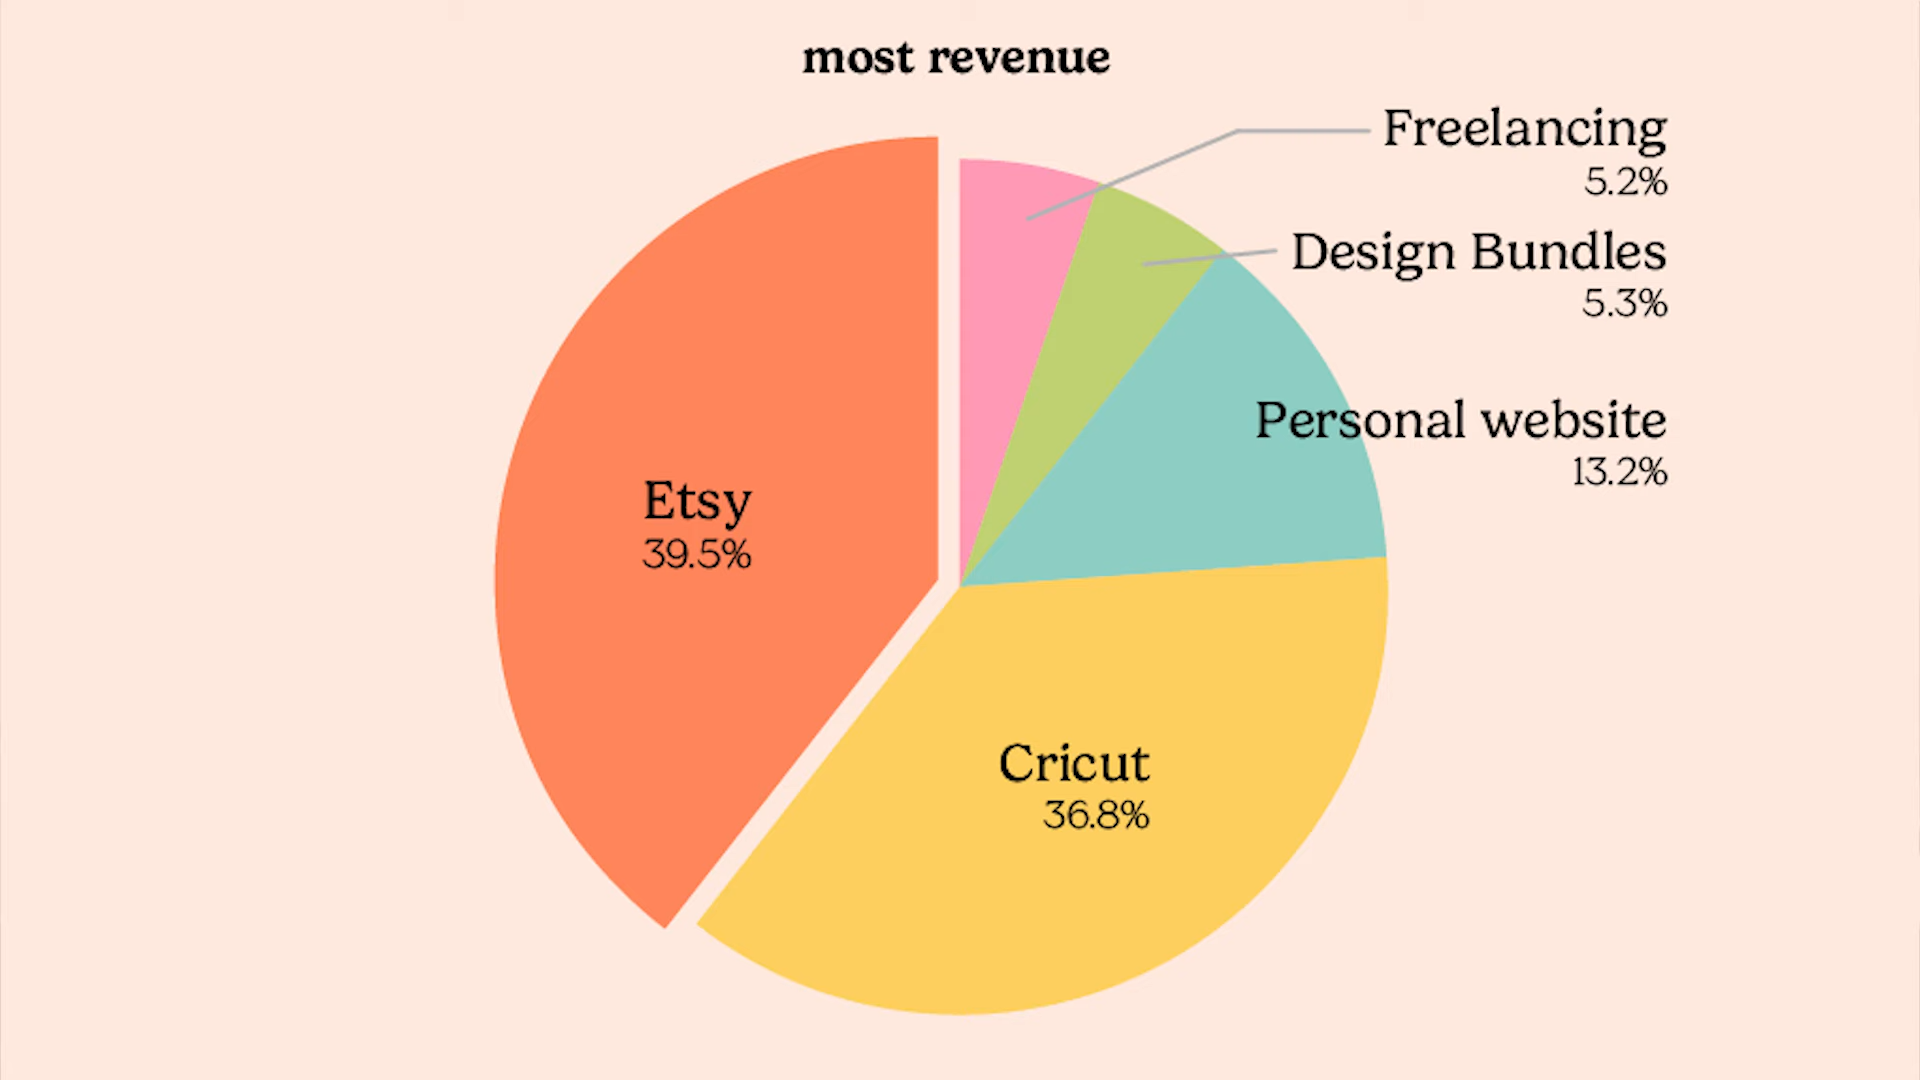 most revenue
Freelancing
5.2%
Design Bundles
5.3%
Personal website
13.2%
Etsy
39.5%
Cricut
36.8%